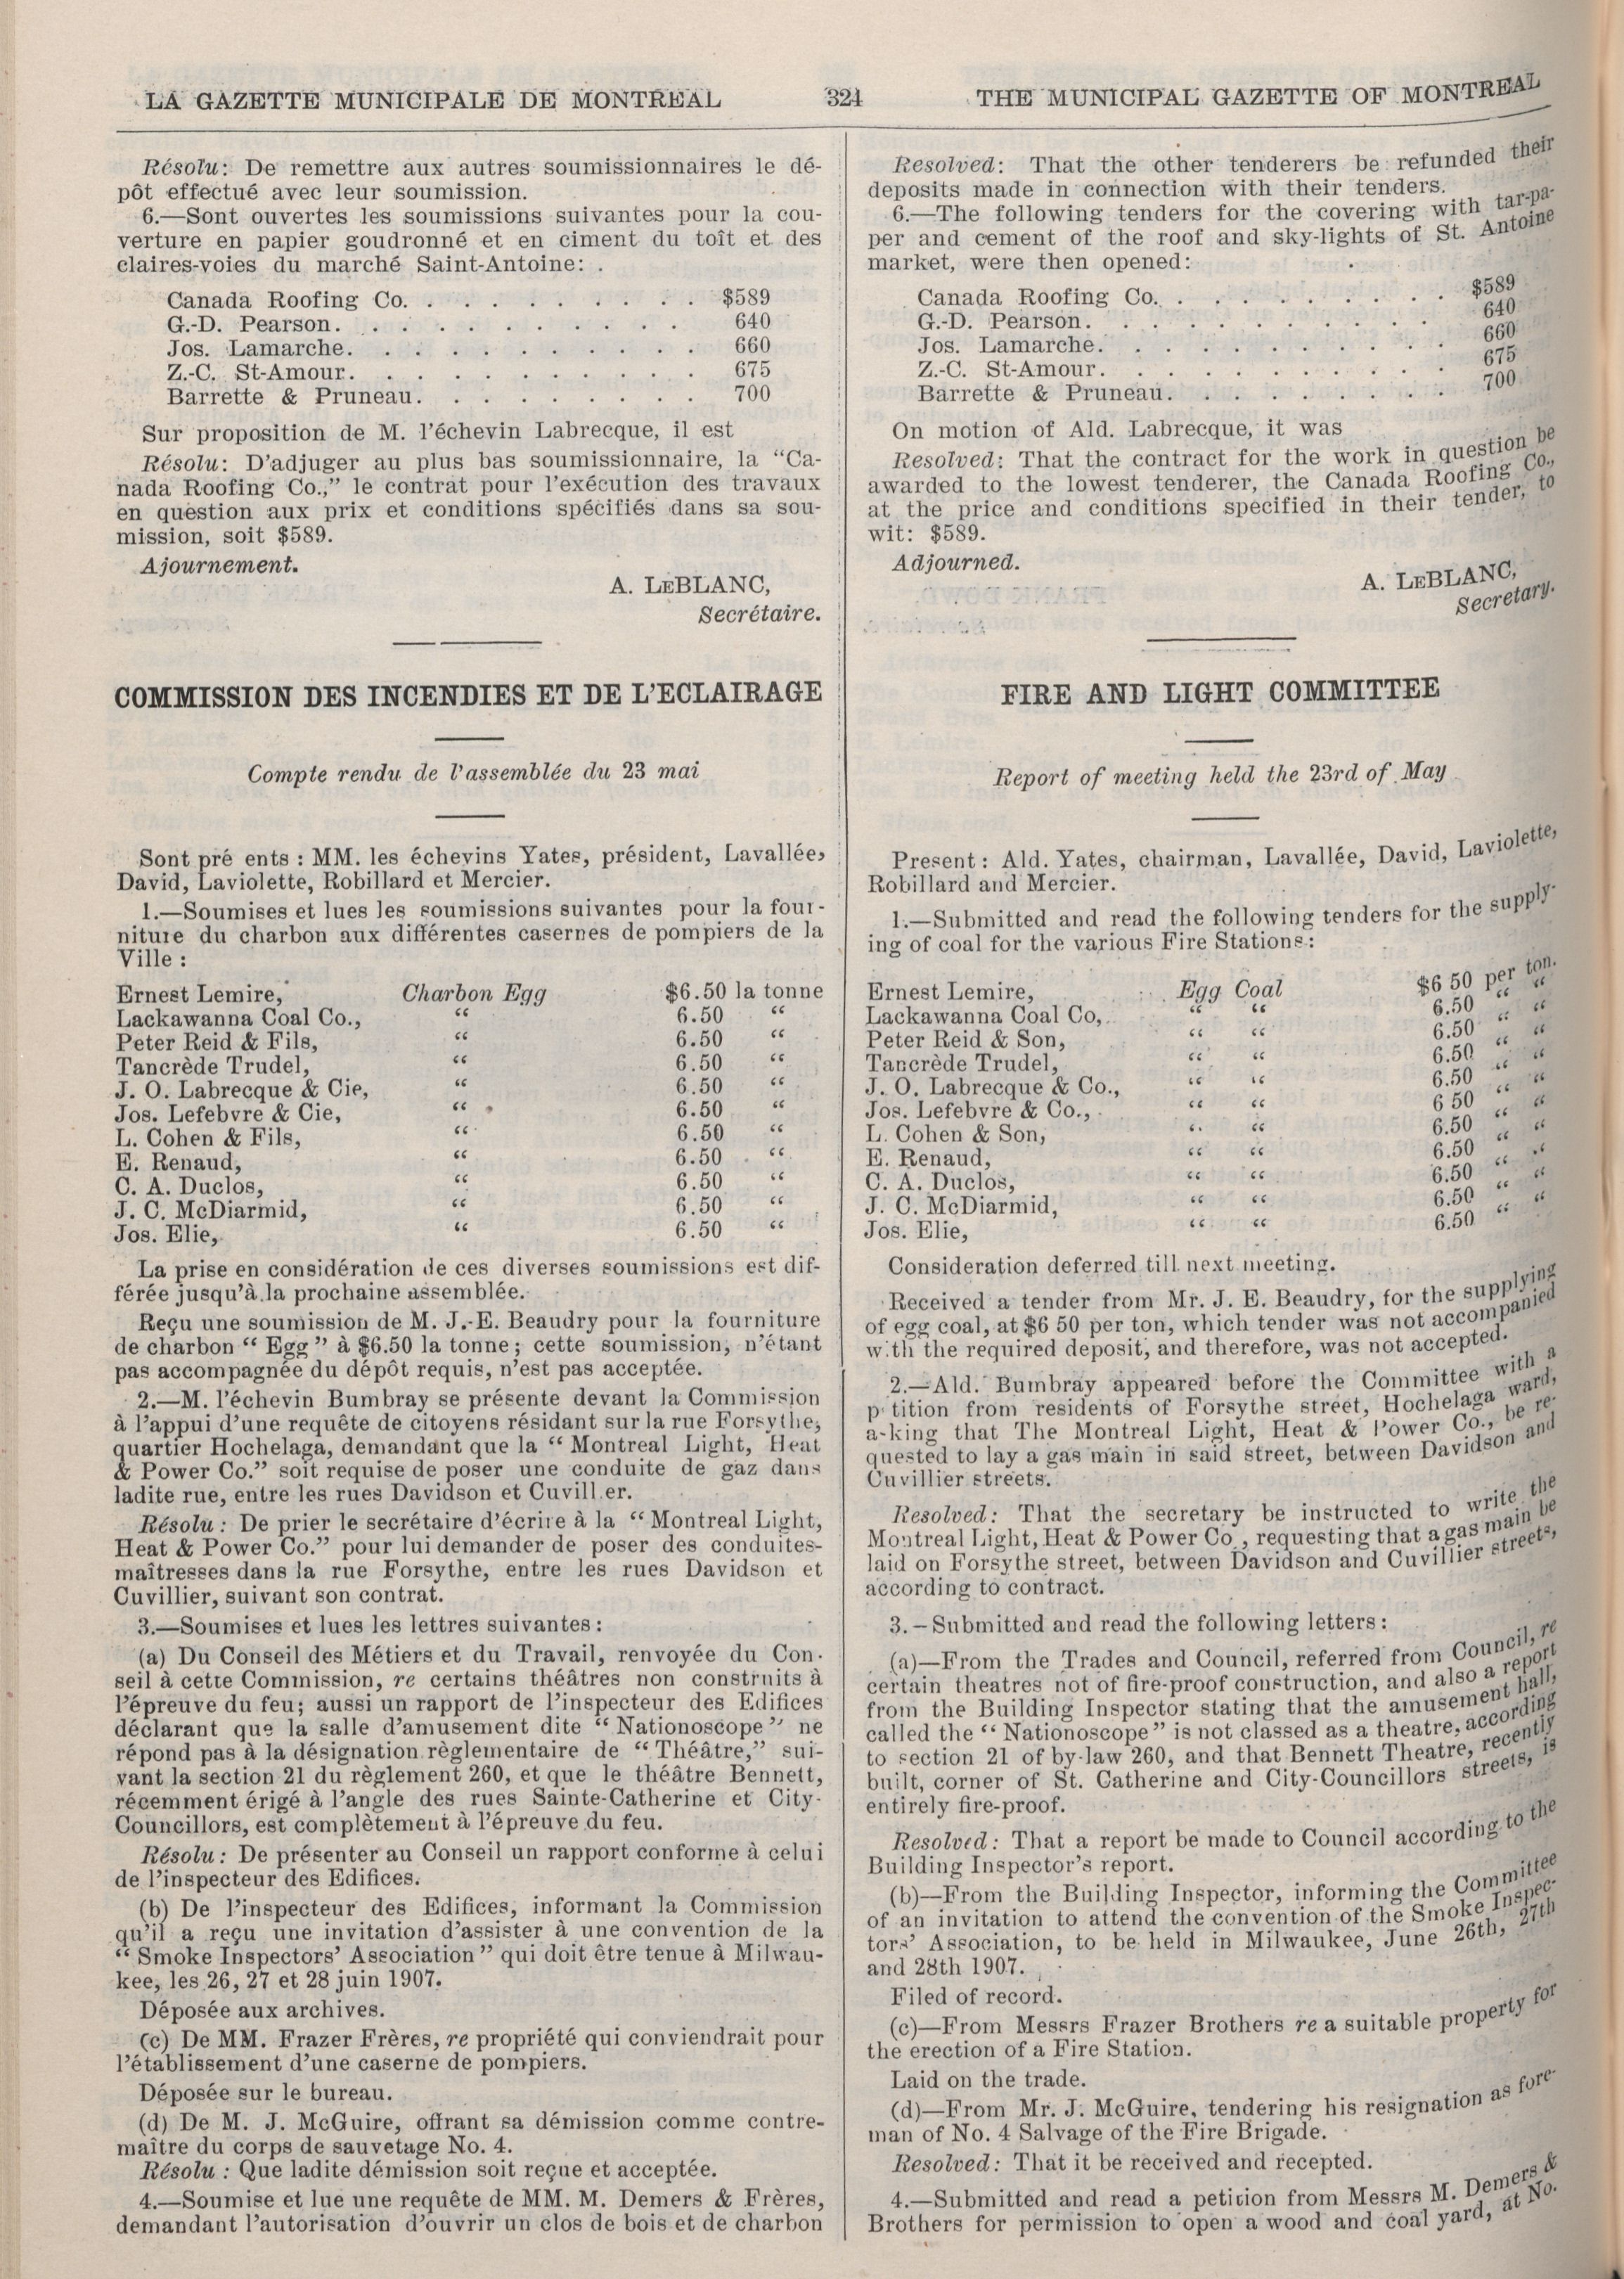 LA GAZETTE MUNICIPALE DE MONTREAL 324 THE MUNICIPAL GAZETTE OF MONTREAL
Résolu: De remettre aux autres soumissionnaires le dé-
pôt effectué avec leur soumission.
6.—Sont ouvertes les soumissions suivantes pour la cou-
verture en papier goudronné et en ciment du toît et des
claires-voies du marché Saint-Antoine:
Canada Roofing Co. . . . . . . . . . $589
G.-D. Pearson. . . . . . . . . . . 640
Jos. Lamarche. . . . . . . . . . . 660
Z.-C. St-Amour. . . . . . . . . . . 675
Barrette & Pruneau. . . . . . . . . 700
Sur proposition de M. l'échevin Labrecque, il est
Résolu: D'adjuger au plus bas soumissionnaire, la "Ca-
nada Roofing Co.," le contrat pour l'exécution des travaux
en question aux prix et conditions spécifiés dans sa sou-
mission, soit $589.
Ajournement.
A. LEBLANC,
Secrétaire.
COMMISSION DES INCENDIES ET DE L'ECLAIRAGE
Compte rendu de l'assemblée du 23 mai
Sont pré ents : MM. les échevins Yates, président, Lavallée,
David, Laviolette, Robillard et Mercier.
1.—Soumises et lues les soumissions suivantes pour la four-
niture du charbon aux différentes casernes de pompiers de la
Ville :
Ernest Lemire, Charbon Egg $6.50 la tonne
Lackawanna Coal Co., " 6.50 "
Peter Reid & Fils, " 6.50 "
Tancrède Trudel, " 6.50 "
J. O. Labrecque & Cie, " 6.50 "
Jos. Lefebvre & Cie, " 6.50 "
L. Cohen & Fils, " 6.50 "
E. Renaud, " 6.50 "
C. A. Duclos, " 6.50 "
J. C. McDiarmid, " 6.50 "
Jos. Elie, " 6.50 "
La prise en considération de ces diverses soumissions est dif-
férée jusqu'à la prochaine assemblée.
Reçu une soumission de M. J.-E. Beaudry pour la fourniture
de charbon " Egg " à $6.50 la tonne ; cette soumission, n'étant
pas accompagnée du dépôt requis, n'est pas acceptée.
2.—M. l'échevin Bumbray se présente devant la Commission
à l'appui d'une requête de citoyens résidant sur la rue Forsythe,
quartier Hochelaga, demandant que la " Montreal Light, Heat
& Power Co." soit requise de poser une conduite de gaz dans
ladite rue, entre les rues Davidson et Cuvill er.
Résolu : De prier le secrétaire d'écrire à la " Montreal Light,
Heat & Power Co." pour lui demander de poser des conduites-
maîtresses dans la rue Forsythe, entre les rues Davidson et
Cuvillier, suivant son contrat.
3.—Soumises et lues les lettres suivantes :
(a) Du Conseil des Métiers et du Travail, renvoyée du Con-
seil à cette Commission, re certains théâtres non construits à
l'épreuve du feu; aussi un rapport de l'inspecteur des Edifices
déclarant que la salle d'amusement dite " Nationoscope " ne
répond pas à la désignation règlementaire de " Théâtre," sui-
vant la section 21 du règlement 260, et que le théâtre Bennett,
récemment érigé à l'angle des rues Sainte-Catherine et City-
Councillors, est complètement à l'épreuve du feu.
Résolu : De présenter au Conseil un rapport conforme à celui
de l'inspecteur des Edifices.
(b) De l'inspecteur des Edifices, informant la Commission
qu'il a reçu une invitation d'assister à une convention de la
" Smoke Inspectors' Association " qui doit être tenue à Milwau-
kee, les 26, 27 et 28 juin 1907.
Déposée aux archives.
(c) De MM. Frazer Frères, re propriété qui conviendrait pour
l'établissement d'une caserne de pompiers.
Déposée sur le bureau.
(d) De M. J. McGuire, offrant sa démission comme contre-
maître du corps de sauvetage No. 4.
Résolu : Que ladite démission soit reçue et acceptée.
4.—Soumise et lue une requête de MM. M. Demers & Frères,
demandant l'autorisation d'ouvrir un clos de bois et de charbon
Resolved: That the other tenderers be refunded their
deposits made in connection with their tenders.
6.—The following tenders for the covering with tar-pa-
per and cement of the roof and sky-lights of St. Antoine
market, were then opened:
Canada Roofing Co. . . . . . . . . . $589
G.-D. Pearson. . . . . . . . . . . 640
Jos. Lamarche. . . . . . . . . . . 660
Z.-C. St-Amour. . . . . . . . . . . 675
Barrette & Pruneau. . . . . . . . . 700
On motion of Ald. Labrecque, it was
Resolved: That the contract for the work in question be
awarded to the lowest tenderer, the Canada Roofing Co.,
at the price and conditions specified in their tender, to
wit: $589.
Adjourned.
A. LEBLANC,
Secretary.
FIRE AND LIGHT COMMITTEE
Report of meeting held the 23rd of May
Present : Ald. Yates, chairman, Lavallée, David, Laviolette,
Robillard and Mercier.
1.—Submitted and read the following tenders for the supply-
ing of coal for the various Fire Stations :
Ernest Lemire, Egg Coal $6 50 per ton.
Lackawanna Coal Co, " " 6.50 " "
Peter Reid & Son, " " 6.50 " "
Tancrède Trudel, " " 6.50 " "
J. O. Labrecque & Co., " " 6.50 " "
Jos. Lefebvre & Co., " " 6 50 " "
L. Cohen & Son, " " 6.50 " "
E. Renaud, " " 6.50 " "
C. A. Duclos, " " 6.50 " "
J. C. McDiarmid, " " 6.50 " "
Jos. Elie, " " 6.50 " "
Consideration deferred till next meeting.
Received a tender from Mr. J. E. Beaudry, for the supplying
of egg coal, at $6 50 per ton, which tender was not accompanied
w.th the required deposit, and therefore, was not accepted.
2.—Ald. Bumbray appeared before the Committee with a
p tition from residents of Forsythe street, Hochelaga ward,
a-king that The Montreal Light, Heat & Power Co., be re-
quested to lay a gas main in said street, between Davidson and
Cuvillier streets.
Resolved : That the secretary be instructed to write the
Montreal Light, Heat & Power Co , requesting that a gas main be
laid on Forsythe street, between Davidson and Cuvillier streets,
according to contract.
3.—Submitted and read the following letters :
(a)—From the Trades and Council, referred from Council, re
certain theatres not of fire-proof construction, and also a report
from the Building Inspector stating that the amusement hall,
called the " Nationoscope " is not classed as a theatre, according
to section 21 of by-law 260, and that Bennett Theatre, recently
built, corner of St. Catherine and City-Councillors streets, is
entirely fire-proof.
Resolved : That a report be made to Council according to the
Building Inspector's report.
(b)—From the Building Inspector, informing the Committee
of an invitation to attend the convention of the Smoke Inspec-
tors' Association, to be held in Milwaukee, June 26th, 27th
and 28th 1907.
Filed of record.
(c)—From Messrs Frazer Brothers re a suitable property for
the erection of a Fire Station.
Laid on the trade.
(d)—From Mr. J. McGuire, tendering his resignation as fore-
man of No. 4 Salvage of the Fire Brigade.
Resolved : That it be received and recepted.
4.—Submitted and read a petition from Messrs M. Demers &
Brothers for permission to open a wood and coal yard, at No.